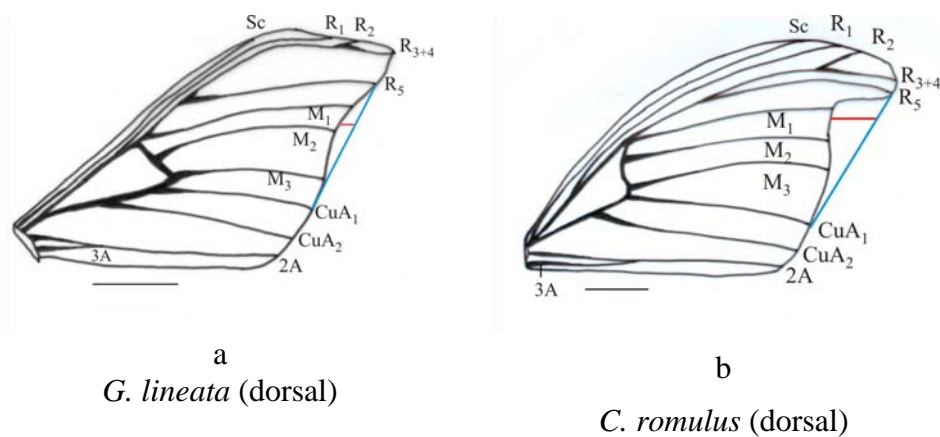 Sc R1 R2
R3+4
R5
M1
M2
M3
CuA1
CuA2
3A
2A
a
G. lineata (dorsal)
Sc R1 R2
R3+4
R5
M1
M2
M3
CuA1
CuA2
2A
3A
b
C. romulus (dorsal)